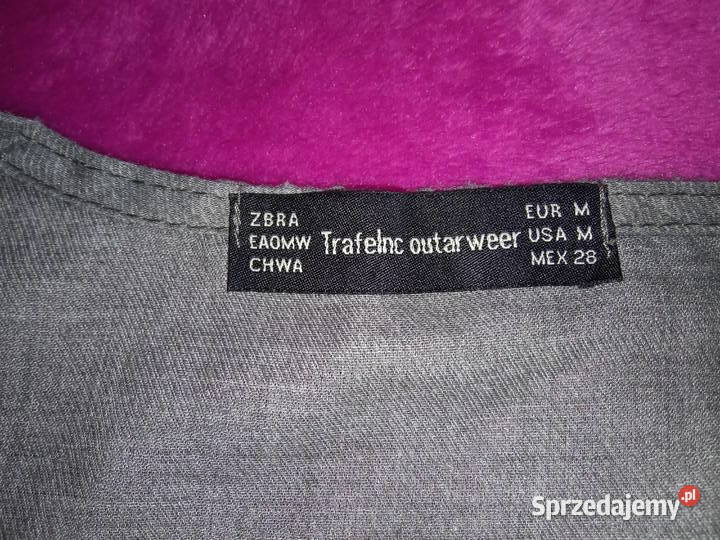 ZBRA
EAOMW
CHWA
Trafelnc outarweer
EUR M
USA M
MEX 28
Sprzedajemy.pl